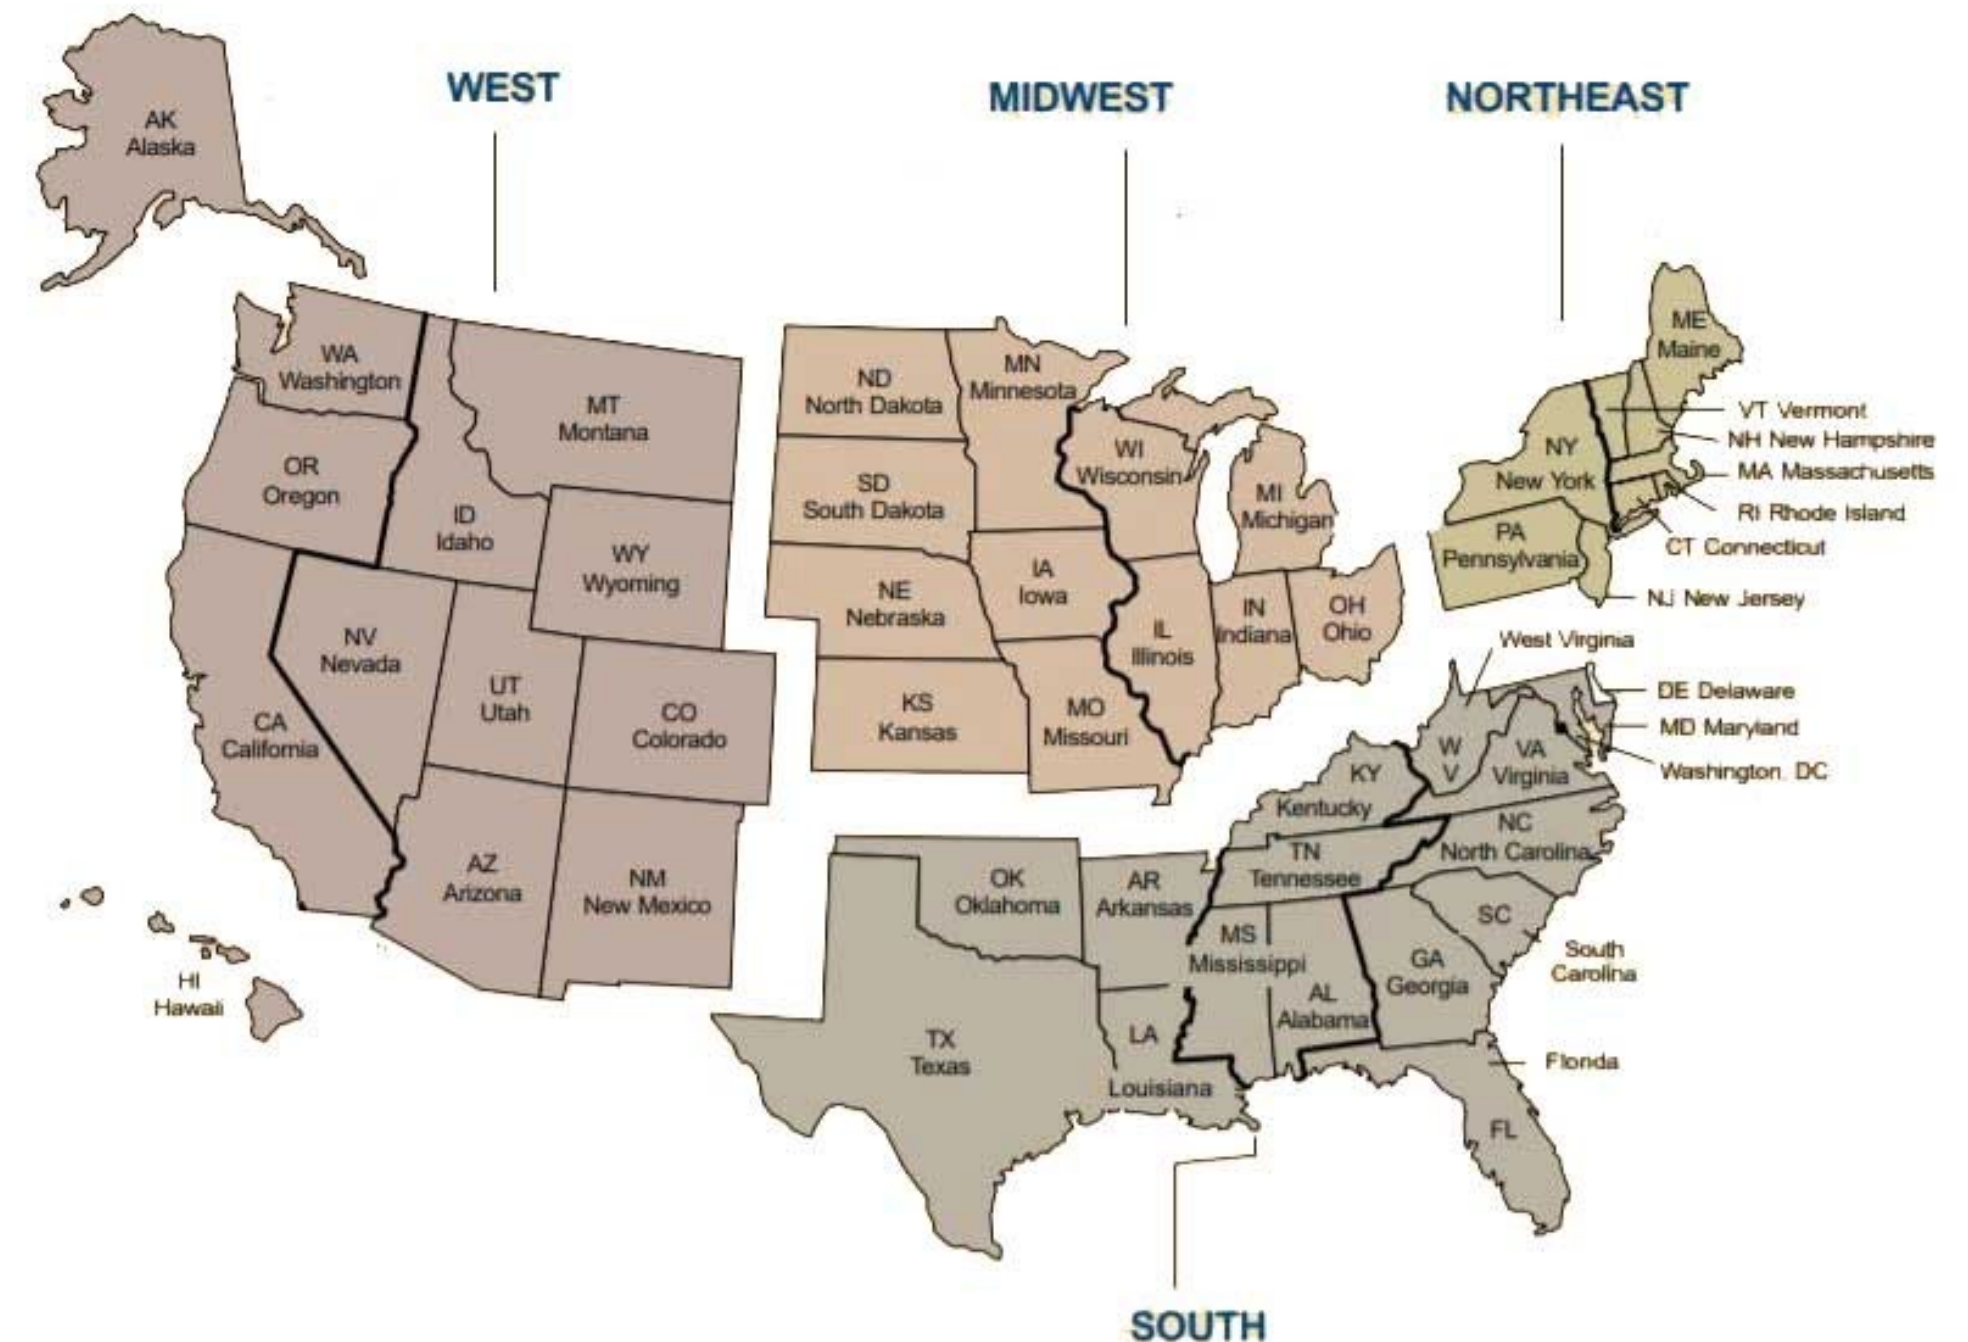 WEST
MIDWEST
NORTHEAST
AK
Alaska
WA
Washington
MT
Montana
OR
Oregon
ID
Idaho
WY
Wyoming
NV
Nevada
UT
Utah
CA
California
CO
Colorado
AZ
Arizona
NM
New Mexico
HI
Hawaii
ND
North Dakota
MN
Minnesota
SD
South Dakota
WI
Wisconsin
MI
Michigan
NE
Nebraska
IA
Iowa
IL
Illinois
IN
Indiana
OH
Ohio
KS
Kansas
MO
Missouri
ME
Maine
VT Vermont
NH New Hampshire
NY
New York
MA Massachusetts
RI Rhode Island
CT Connecticut
PA
Pennsylvania
NJ New Jersey
West Virginia
DE Delaware
MD Maryland
Washington, DC
W
V
VA
Virginia
KY
Kentucky
NC
North Carolina
TN
Tennessee
OK
Oklahoma
AR
Arkansas
SC
South
Carolina
MS
Mississippi
GA
Georgia
AL
Alabama
TX
Texas
LA
Louisiana
Florida
FL
SOUTH